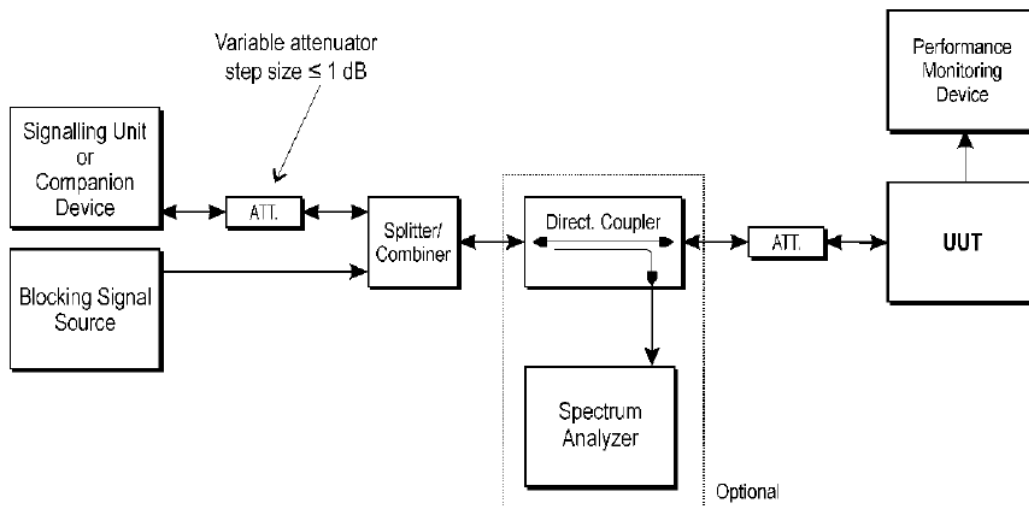 Variable attenuator
step size ≤ 1 dB
Performance
Monitoring
Device
Signalling Unit
or
Companion
Device
ATT.
Splitter/
Combiner
Direct. Coupler
ATT.
UUT
Blocking Signal
Source
Spectrum
Analyzer
Optional